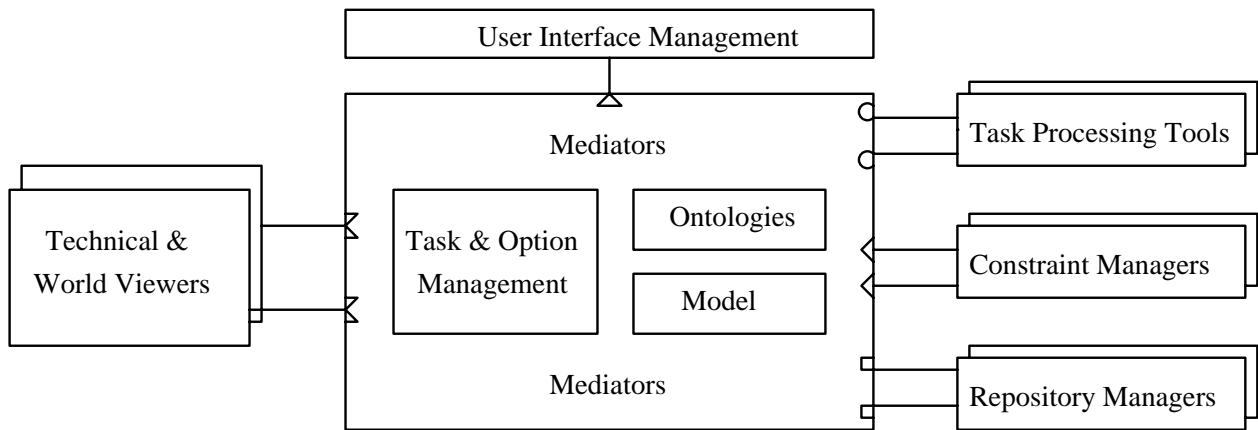 User Interface Management
Mediators
Task Processing Tools
Technical &
World Viewers
Task & Option
Management
Ontologies
Model
Constraint Managers
Mediators
Repository Managers